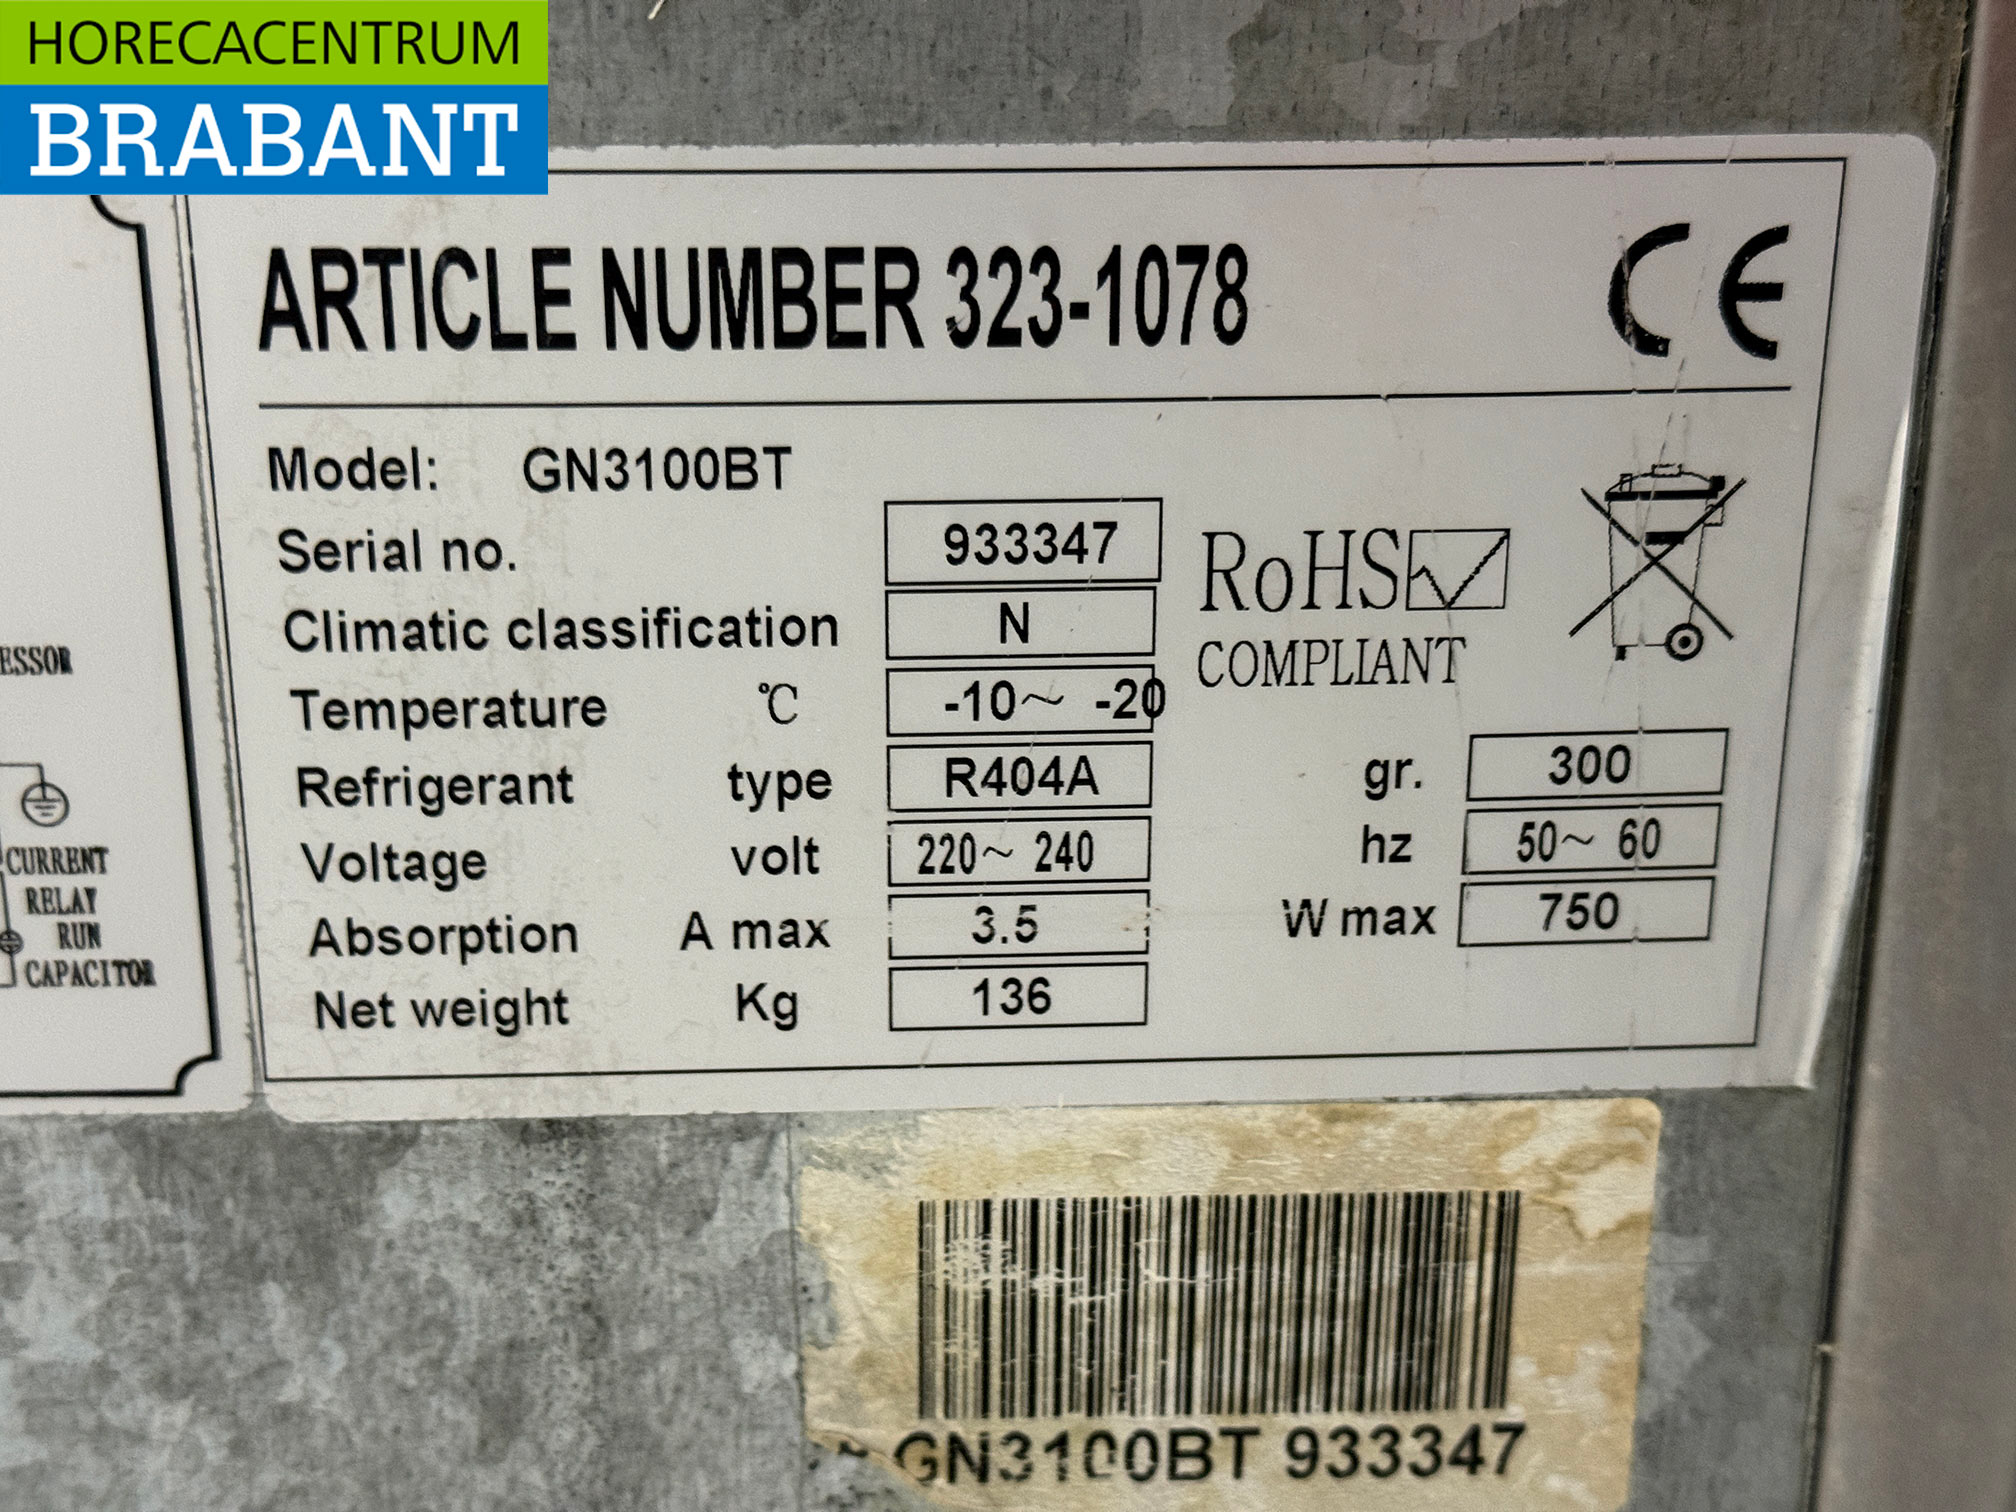 HORECACENTRUM
BRABANT
ARTICLE NUMBER 323-1078 CE
Model: GN3100BT
Serial no. 933347
Climatic classification N
RoHS
COMPLIANT
Temperature °C -10~ -20
Refrigerant type R404A gr. 300
Voltage volt 220~ 240 hz 50~ 60
Absorption A max 3.5 W max 750
Net weight Kg 136
ESSOR
CURRENT
RELAY
RUN
CAPACITOR
GN3100BT 933347